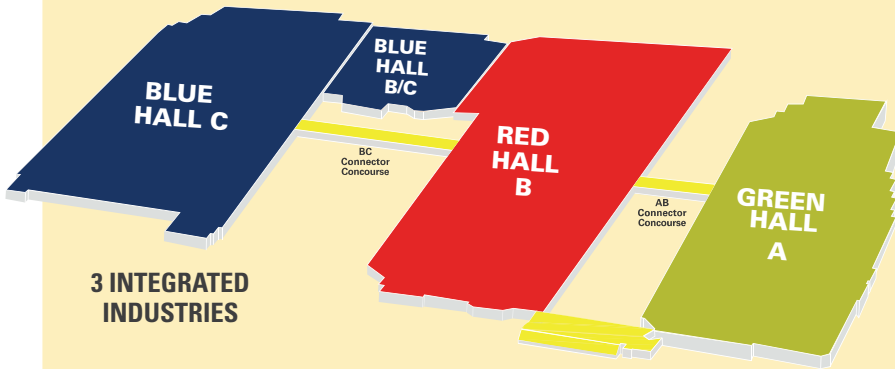 BLUE
HALL C
BLUE
HALL
B/C
RED
HALL
B
GREEN
HALL
A
BC
Connector
Concourse
AB
Connector
Concourse
3 INTEGRATED
INDUSTRIES